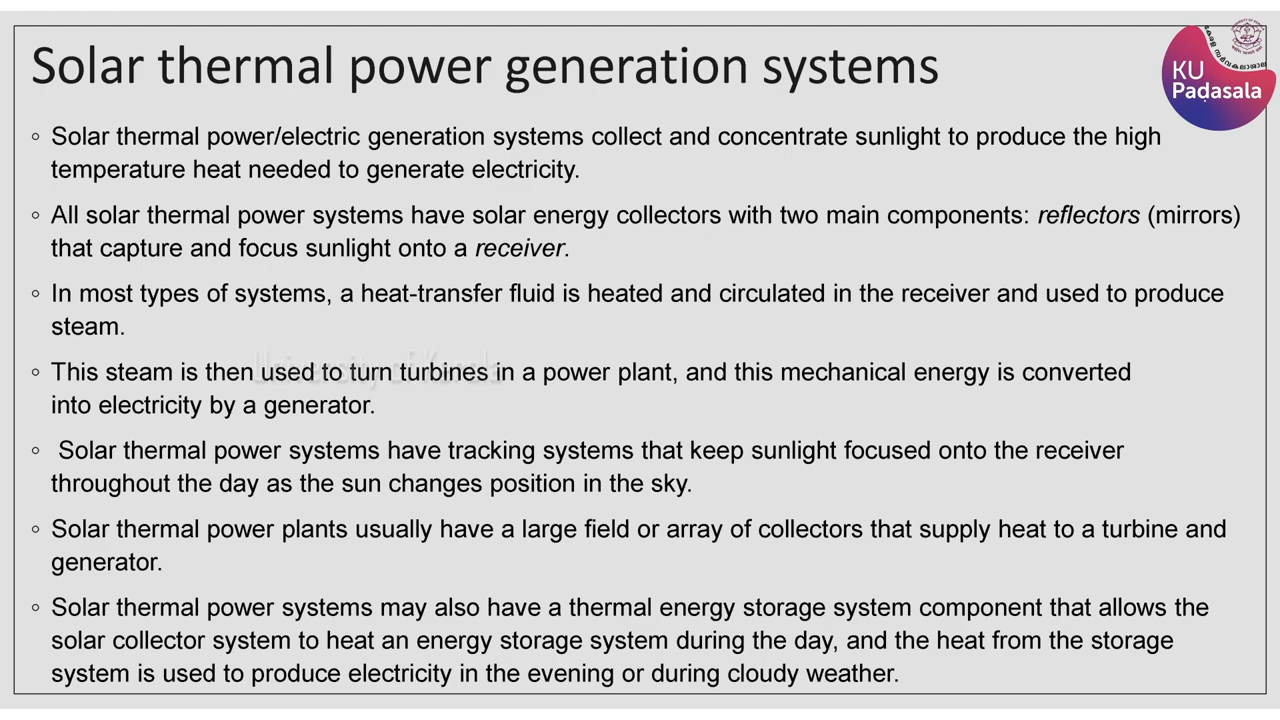 Solar thermal power generation systems
KU
Padasala
◦ Solar thermal power/electric generation systems collect and concentrate sunlight to produce the high
temperature heat needed to generate electricity.
◦ All solar thermal power systems have solar energy collectors with two main components: reflectors (mirrors)
that capture and focus sunlight onto a receiver.
◦ In most types of systems, a heat-transfer fluid is heated and circulated in the receiver and used to produce
steam.
University of Kerala
◦ This steam is then used to turn turbines in a power plant, and this mechanical energy is converted
into electricity by a generator.
◦ Solar thermal power systems have tracking systems that keep sunlight focused onto the receiver
throughout the day as the sun changes position in the sky.
◦ Solar thermal power plants usually have a large field or array of collectors that supply heat to a turbine and
generator.
◦ Solar thermal power systems may also have a thermal energy storage system component that allows the
solar collector system to heat an energy storage system during the day, and the heat from the storage
system is used to produce electricity in the evening or during cloudy weather.